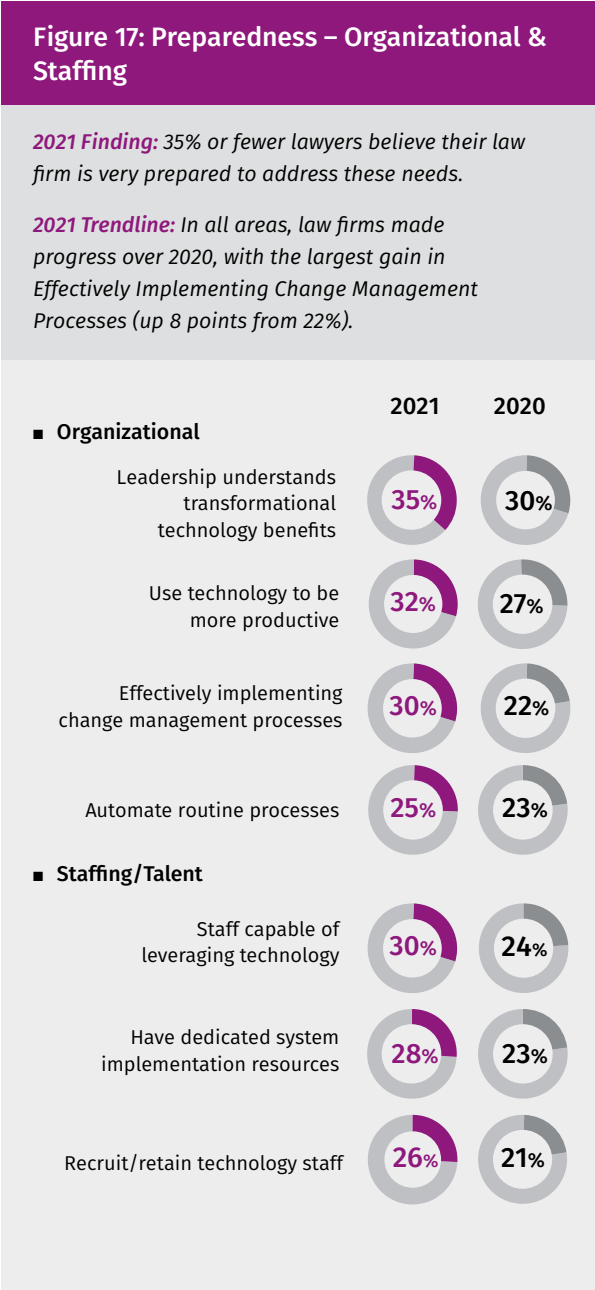 Figure 17: Preparedness – Organizational &
Staffing
2021 Finding: 35% or fewer lawyers believe their law
firm is very prepared to address these needs.
2021 Trendline: In all areas, law firms made
progress over 2020, with the largest gain in
Effectively Implementing Change Management
Processes (up 8 points from 22%).
2021 2020
▪ Organizational
Leadership understands
transformational
technology benefits
35% 30%
Use technology to be
more productive
32% 27%
Effectively implementing
change management processes
30% 22%
Automate routine processes
25% 23%
▪ Staffing/Talent
Staff capable of
leveraging technology
30% 24%
Have dedicated system
implementation resources
28% 23%
Recruit/retain technology staff
26% 21%